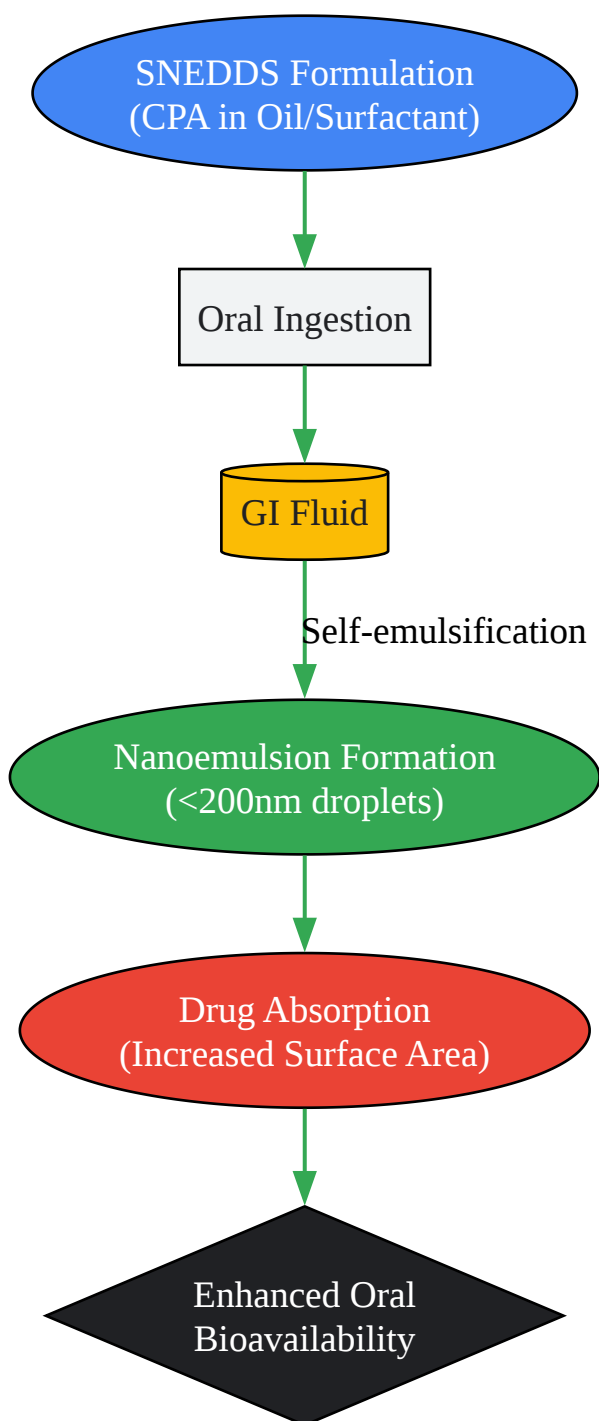 SNEDDS Formulation
(CPA in Oil/Surfactant)
Oral Ingestion
GI Fluid
Self-emulsification
Nanoemulsion Formation
(<200nm droplets)
Drug Absorption
(Increased Surface Area)
Enhanced Oral
Bioavailability